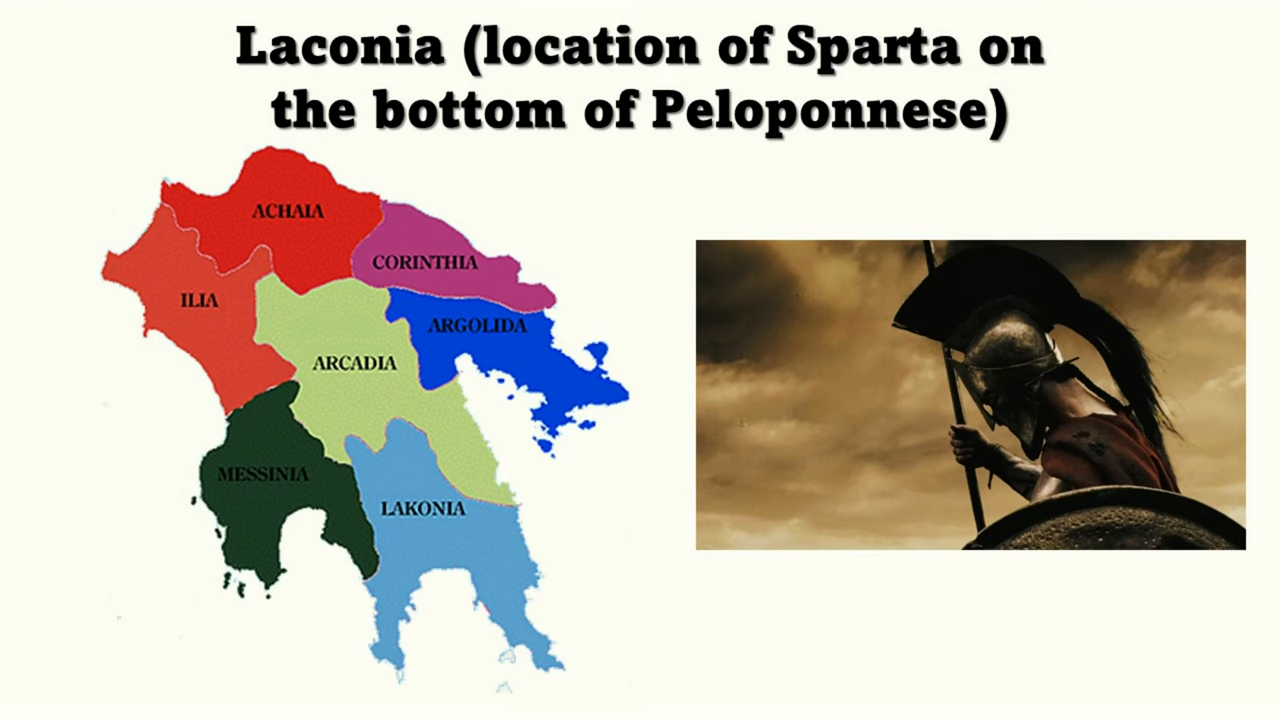 Laconia (location of Sparta on
the bottom of Peloponnese)
ACHAIA
CORINTHIA
ILIA
ARGOLIDA
ARCADIA
MESSINIA
LAKONIA